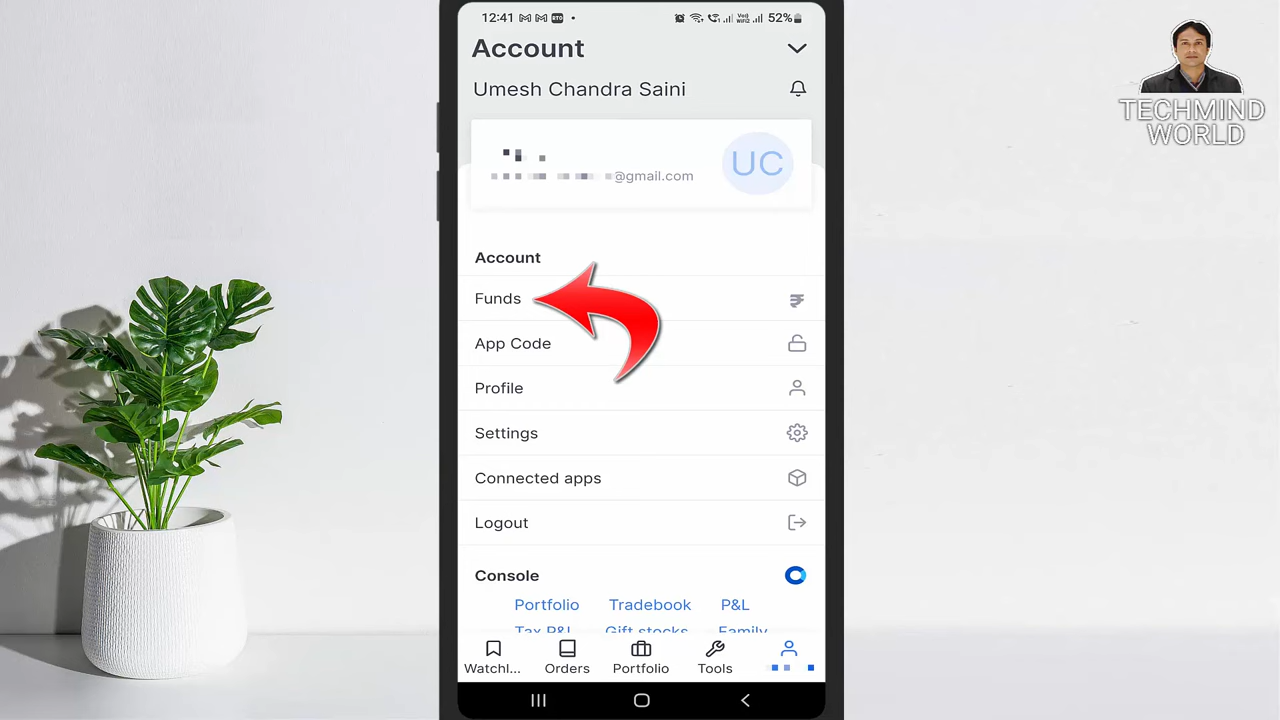 12:41
52%
Account
Umesh Chandra Saini
@gmail.com
UC
TECHMIND
WORLD
Account
Funds
App Code
Profile
Settings
Connected apps
Logout
Console
Portfolio Tradebook P&L
Tax P&L Gift stocks Family
Watchl... Orders Portfolio Tools